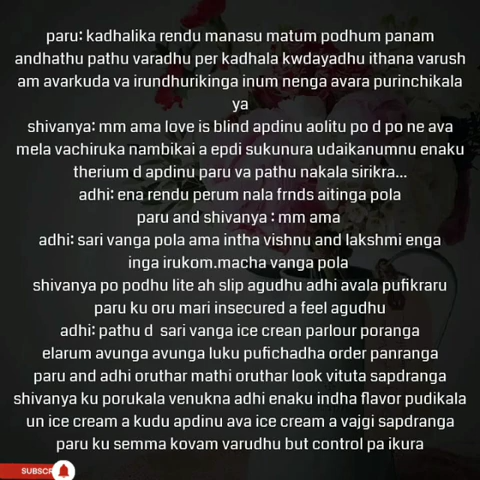 paru: kadhalika rendu manasu matum podhum panam
andhathu pathu varadhu per kadhala kwdayadhu ithana varush
am avarkuda va irundhurikinga inum nenga avara purinchikala
ya
shivanya: mm ama love is blind apdinu aolitu po d po ne ava
mela vachiruka nambikai a epdi sukunura udaikanumnu enaku
therium d apdinu paru va pathu nakala sirikra...
adhi: ena rendu perum nala frnds aitinga pola
paru and shivanya : mm ama
adhi: sari vanga pola ama intha vishnu and lakshmi enga
inga irukom.macha vanga pola
shivanya po podhu lite ah slip agudhu adhi avala pufikraru
paru ku oru mari insecured a feel agudhu
adhi: pathu d  sari vanga ice crean parlour poranga
elarum avunga avunga luku pufichadha order panranga
paru and adhi oruthar mathi oruthar look vituta sapdranga
shivanya ku porukala venukna adhi enaku indha flavor pudikala
un ice cream a kudu apdinu ava ice cream a vajgi sapdranga
paru ku semma kovam varudhu but control pa ikura
SUBSCR